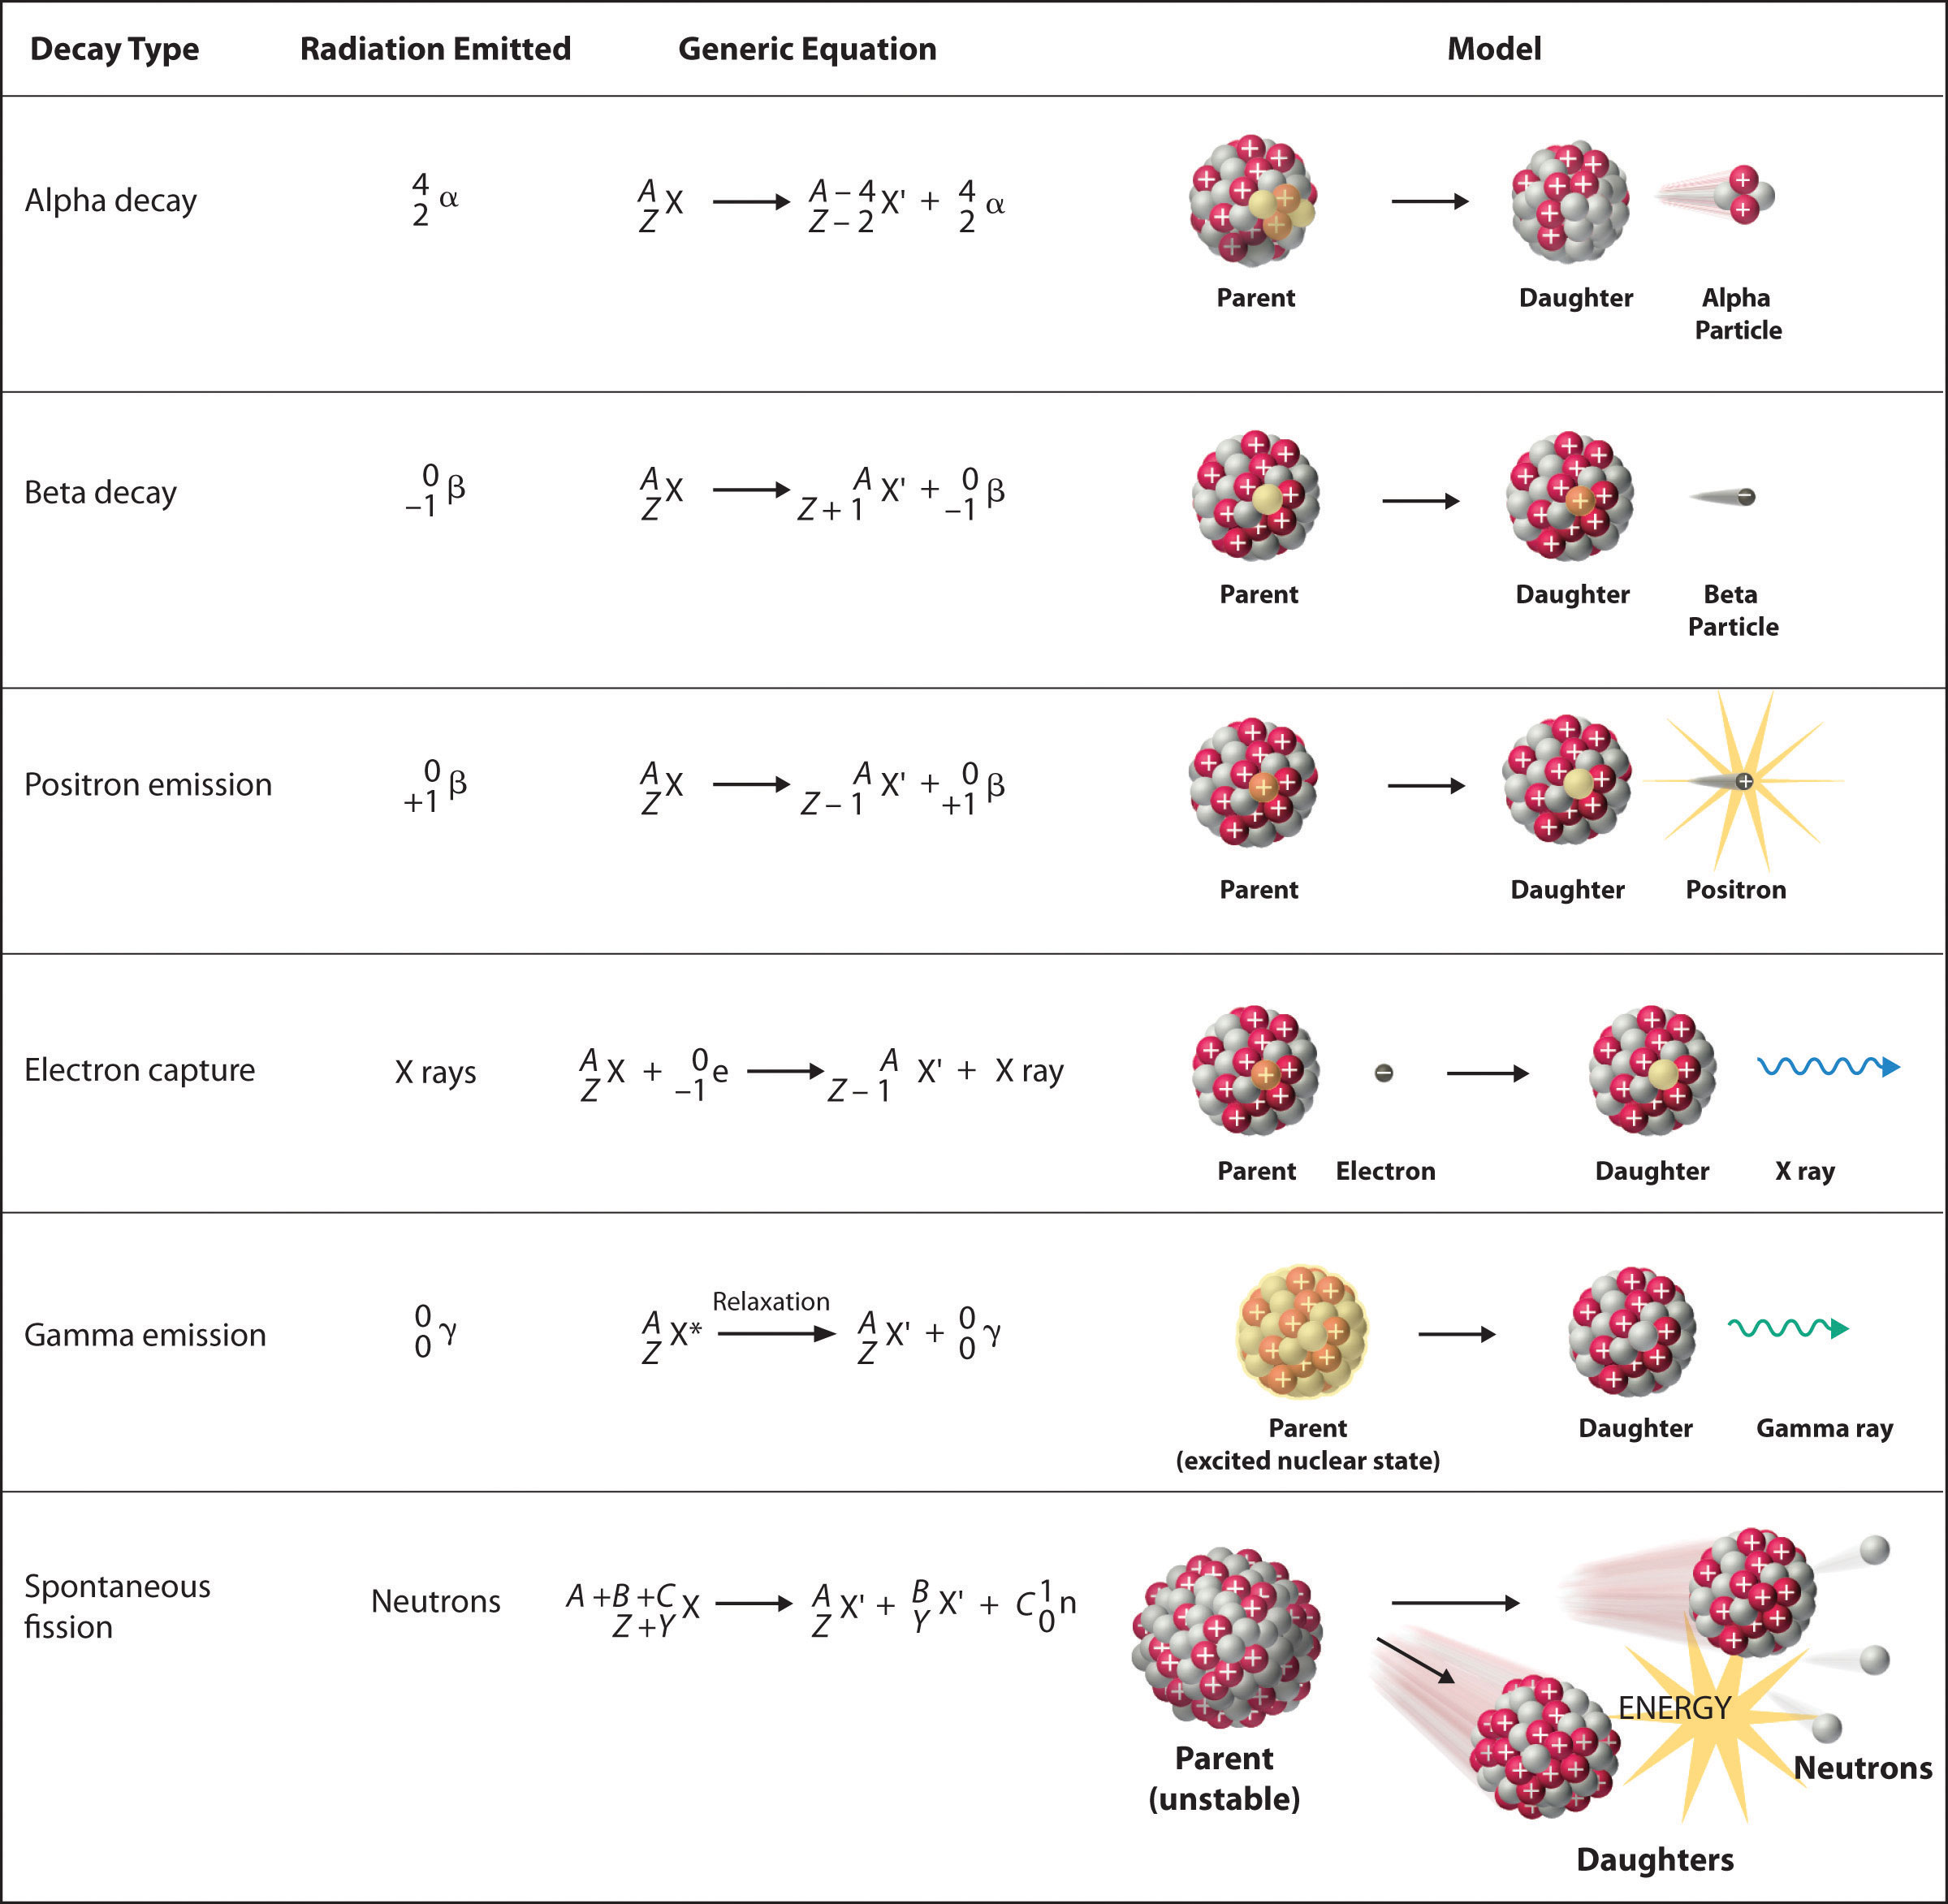 Decay Type Radiation Emitted Generic Equation Model
Alpha decay
4
2 α
A
Z X ⟶ A – 4
Z – 2 X' + 4
2 α
Parent Daughter Alpha
Particle
Beta decay
0
–1 β
A
Z X ⟶ A
Z + 1 X' + 0
–1 β
Parent Daughter Beta
Particle
Positron emission
0
+1 β
A
Z X ⟶ A
Z – 1 X' + 0
+1 β
Parent Daughter Positron
Electron capture
X rays
A
Z X + 0
–1 e ⟶ A
Z – 1 X' + X ray
Parent Electron Daughter X ray
Gamma emission
0
0 γ
Relaxation
A
Z X* ⟶ A
Z X' + 0
0 γ
Parent
(excited nuclear state)
Daughter Gamma ray
Spontaneous
fission
Neutrons
A +B +C
Z +Y X ⟶ A
Z X' + B
Y X' + C 1
0 n
Parent
(unstable)
ENERGY
Neutrons
Daughters